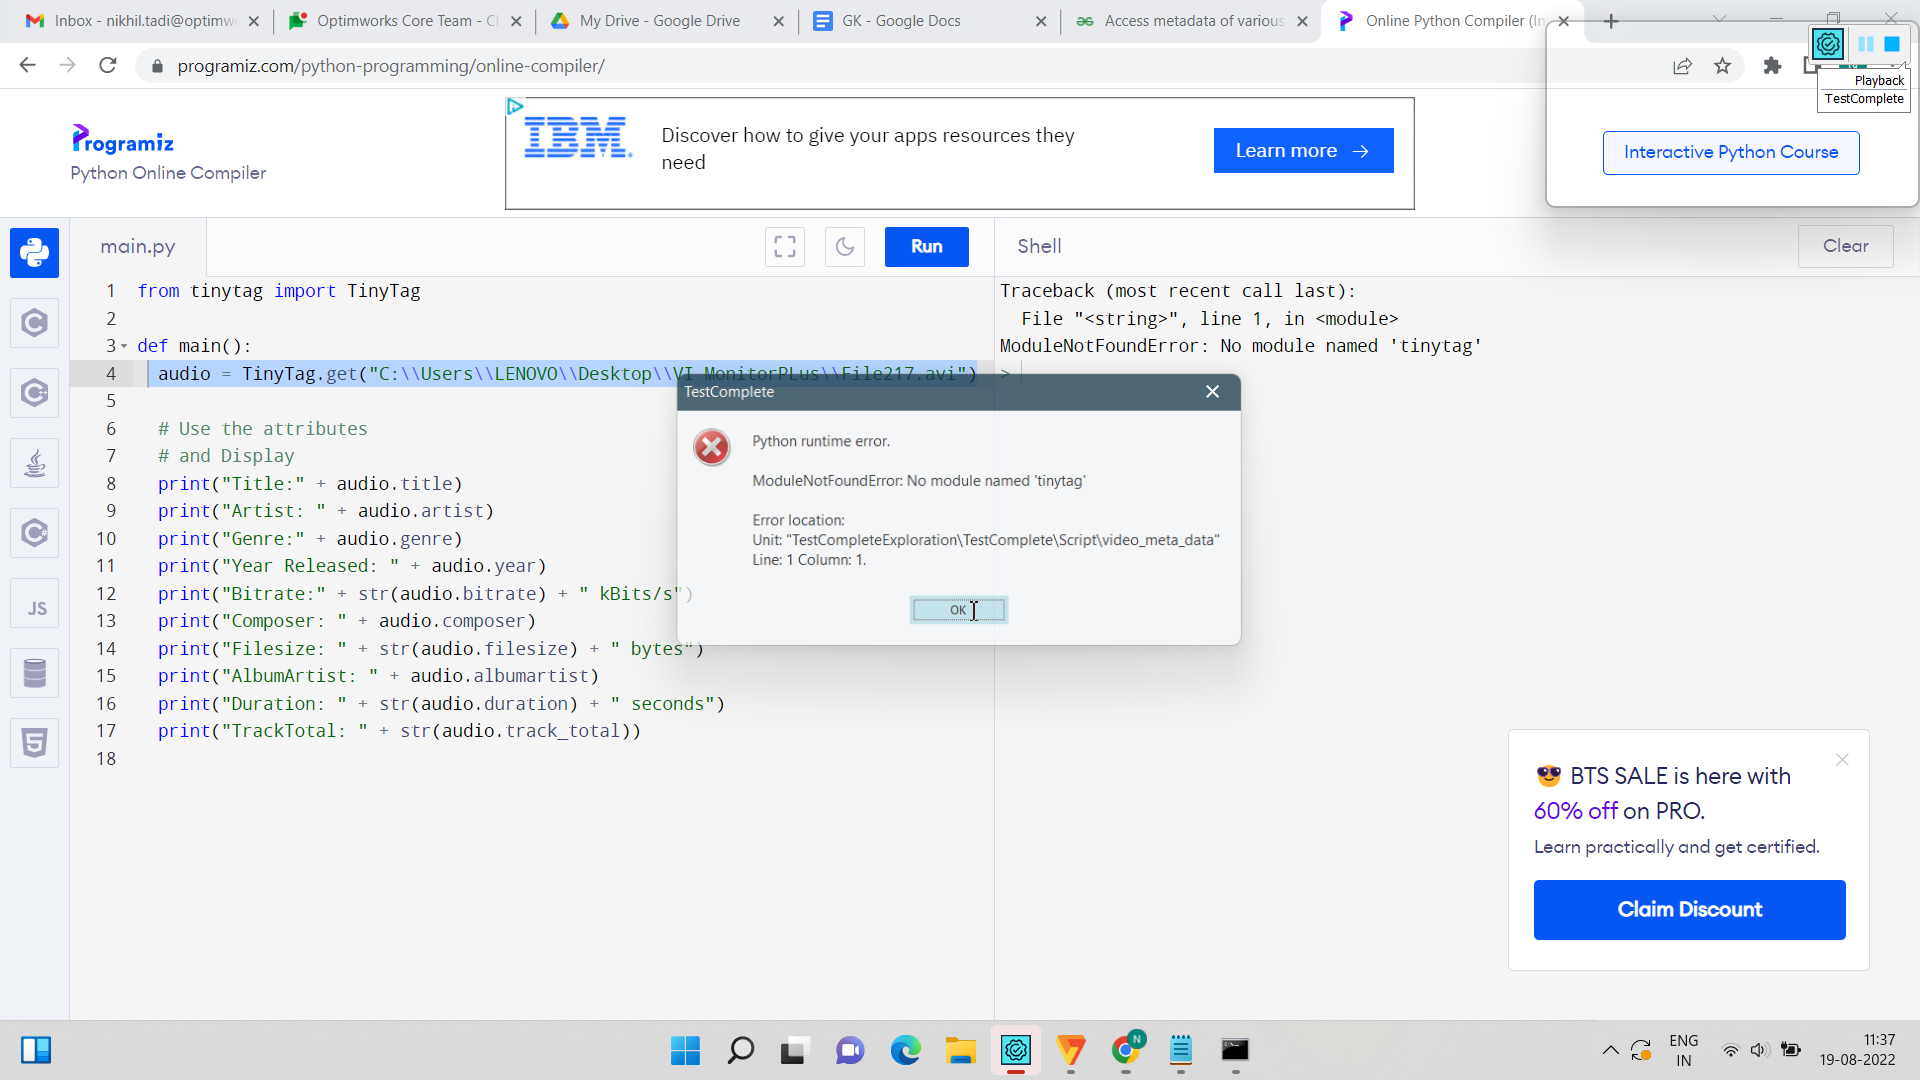 Inbox - nikhil.tadi@optimw
Optimworks Core Team - C
My Drive - Google Drive
GK - Google Docs
Access metadata of various
Online Python Compiler (In
programiz.com/python-programming/online-compiler/
Playback
TestComplete
Programiz
Python Online Compiler
IBM.
Discover how to give your apps resources they
need
Learn more
Interactive Python Course
main.py
Run
Shell
Clear
1 from tinytag import TinyTag
2
3 def main():
4 audio = TinyTag.get("C:\\Users\\LENOVO\\Desktop\\VI MonitorPLus\\File217.avi")
5
6 # Use the attributes
7 # and Display
8 print("Title:" + audio.title)
9 print("Artist: " + audio.artist)
10 print("Genre:" + audio.genre)
11 print("Year Released: " + audio.year)
12 print("Bitrate:" + str(audio.bitrate) + " kBits/s")
13 print("Composer: " + audio.composer)
14 print("Filesize: " + str(audio.filesize) + " bytes")
15 print("AlbumArtist: " + audio.albumartist)
16 print("Duration: " + str(audio.duration) + " seconds")
17 print("TrackTotal: " + str(audio.track_total))
18
Traceback (most recent call last):
File "<string>", line 1, in <module>
ModuleNotFoundError: No module named 'tinytag'
>
TestComplete
Python runtime error.
ModuleNotFoundError: No module named 'tinytag'
Error location:
Unit: "TestCompleteExploration\TestComplete\Script\video_meta_data"
Line: 1 Column: 1.
OK
JS
BTS SALE is here with
60% off on PRO.
Learn practically and get certified.
Claim Discount
N
ENG
IN
11:37
19-08-2022